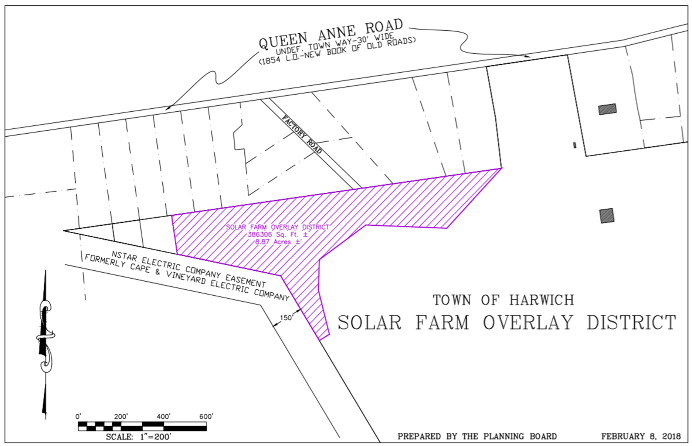 QUEEN ANNE ROAD
UNDEF. TOWN WAY-30' WIDE
(1854 L.O.-NEW BOOK OF OLD ROADS)
FACTORY ROAD
SOLAR FARM OVERLAY DISTRICT
386306 Sq. Ft. ±
8.87 Acres ±
NSTAR ELECTRIC COMPANY EASEMENT
FORMERLY CAPE & VINEYARD ELECTRIC COMPANY
150'
TOWN OF HARWICH
SOLAR FARM OVERLAY DISTRICT
0' 200' 400' 600'
SCALE: 1"=200'
PREPARED BY THE PLANNING BOARD FEBRUARY 8, 2018